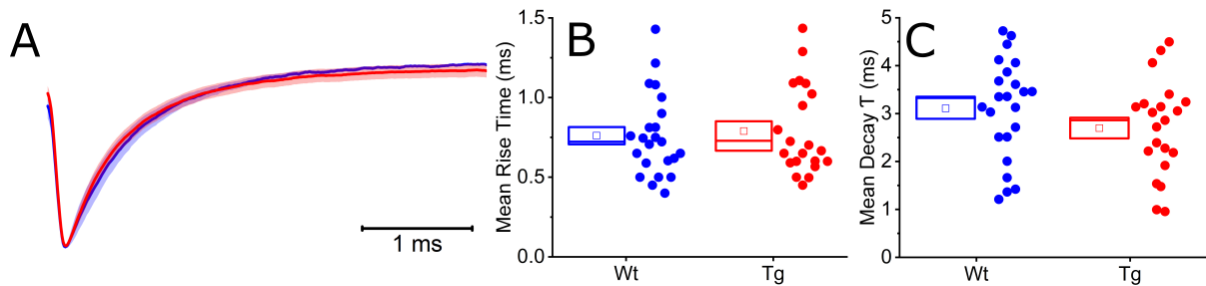 A
1 ms
B
Mean Rise Time (ms)
1.5
1.0
0.5
0.0
Wt
Tg
C
Mean Decay Ƭ (ms)
5
4
3
2
1
0
Wt
Tg